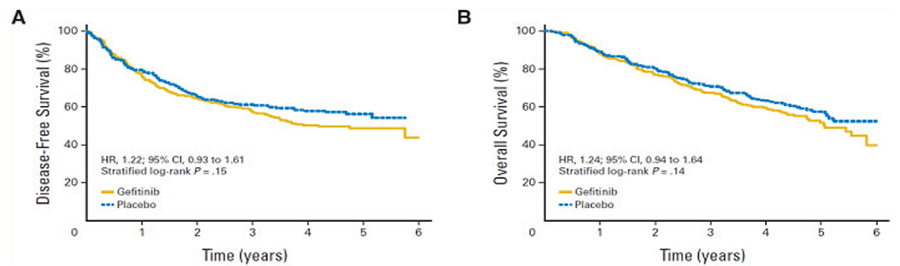 A
Disease-Free Survival (%)
100
80
60
40
20
0
HR, 1.22; 95% CI, 0.93 to 1.61
Stratified log-rank P = .15
Gefitinib
Placebo
1 2 3 4 5 6
Time (years)
B
Overall Survival (%)
100
80
60
40
20
0
HR, 1.24; 95% CI, 0.94 to 1.64
Stratified log-rank P = .14
Gefitinib
Placebo
1 2 3 4 5 6
Time (years)